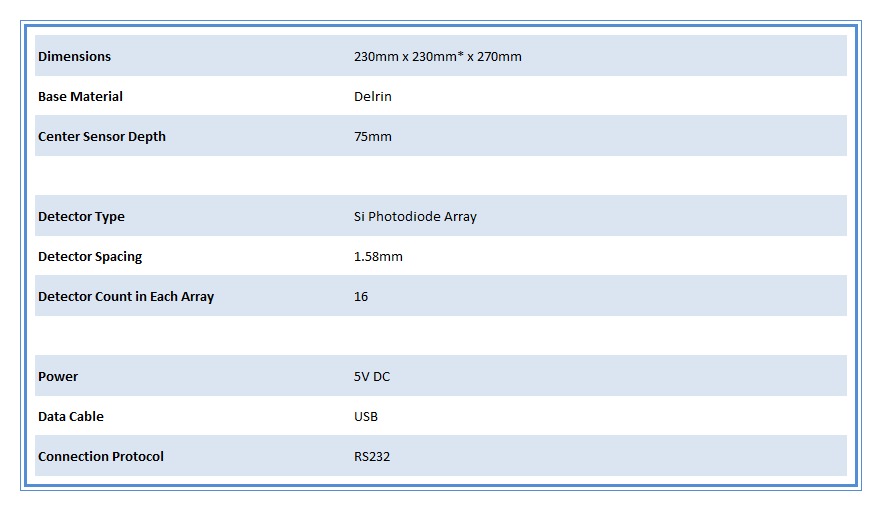 Dimensions 230mm x 230mm* x 270mm
Base Material Delrin
Center Sensor Depth 75mm
Detector Type Si Photodiode Array
Detector Spacing 1.58mm
Detector Count in Each Array 16
Power 5V DC
Data Cable USB
Connection Protocol RS232